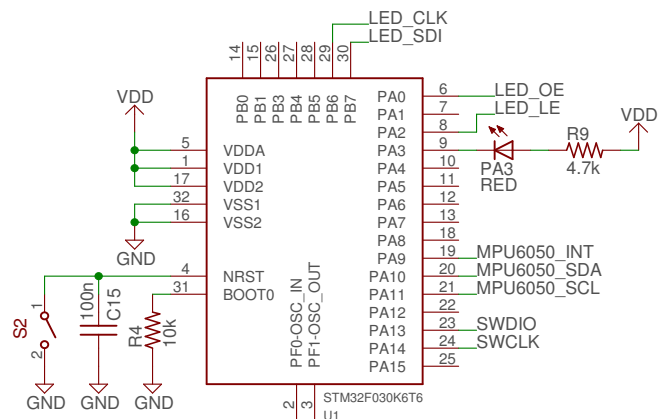 LED_CLK
LED_SDI
14
15
26
27
28
29
30
PB0
PB1
PB3
PB4
PB5
PB6
PB7
VDD
5 VDDA
1 VDD1
17 VDD2
32 VSS1
16 VSS2
GND
4 NRST
31 BOOT0
PA0 6 LED_OE
PA1 7
PA2 8 LED_LE
PA3 9
PA4 10
PA5 11
PA6 12
PA7 13
PA8 18
PA9 19 MPU6050_INT
PA10 20 MPU6050_SDA
PA11 21 MPU6050_SCL
PA12 22
PA13 23 SWDIO
PA14 24 SWCLK
PA15 25
PA3
RED
R9
4.7k
VDD
S2
1
2
100n
C15
R4
10k
GND
GND
GND
PF0-OSC_IN
PF1-OSC_OUT
2
3
STM32F030K6T6
U1